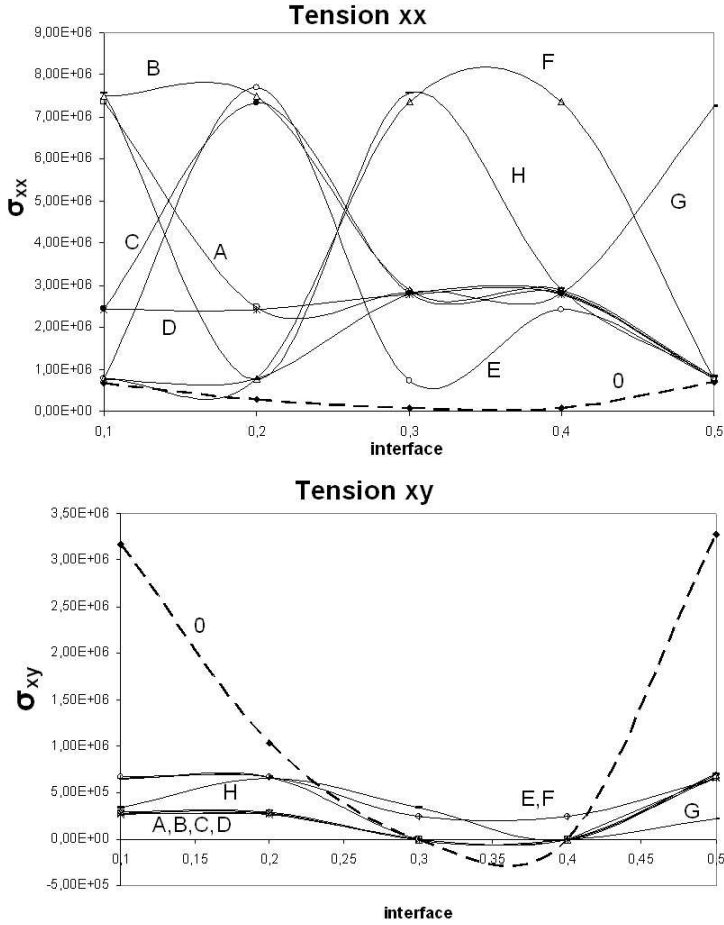 Tension xx
9,00E+06
8,00E+06
7,00E+06
6,00E+06
5,00E+06
4,00E+06
3,00E+06
2,00E+06
1,00E+06
0,00E+00
σxx
B
F
H
G
C
A
D
E
0
0,1 0,2 0,3 0,4 0,5
interface
Tension xy
3,50E+06
3,00E+06
2,50E+06
2,00E+06
1,50E+06
1,00E+06
5,00E+05
0,00E+00
-5,00E+05
σxy
0
H
E,F
G
A,B,C,D
0,1 0,15 0,2 0,25 0,3 0,35 0,4 0,45 0,5
interface